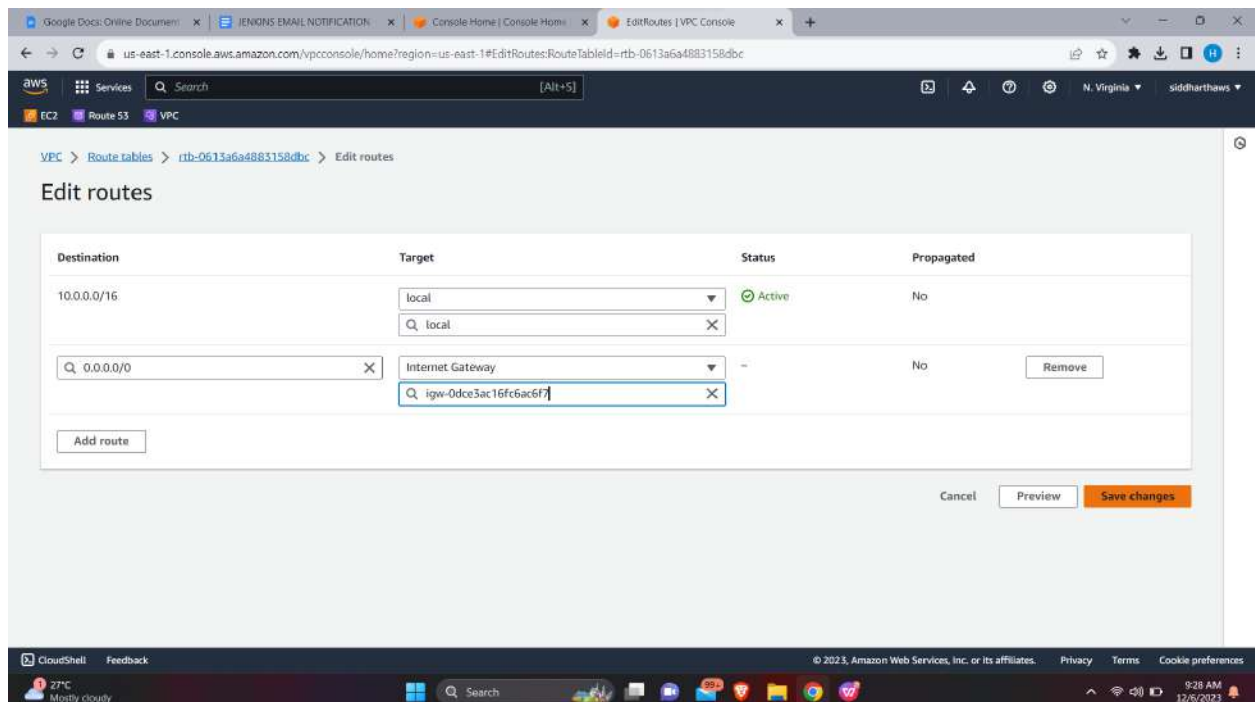 Google Docs: Online Document
JENKINS EMAIL NOTIFICATION
Console Home | Console Home
EditRoutes | VPC Console
us-east-1.console.aws.amazon.com/vpcconsole/home?region=us-east-1#EditRoutes:RouteTableId=rtb-0613a6a4883158dbc
H
aws
Services
Search
[Alt+S]
N. Virginia
siddharthaws
EC2
Route 53
VPC
VPC > Route tables > rtb-0613a6a4883158dbc > Edit routes
Edit routes
Destination
Target
Status
Propagated
10.0.0.0/16
local
Active
No
local
0.0.0.0/0
Internet Gateway
–
No
Remove
igw-0dce3ac16fc6ac6f7
Add route
Cancel
Preview
Save changes
CloudShell
Feedback
© 2023, Amazon Web Services, Inc. or its affiliates.
Privacy
Terms
Cookie preferences
1
27°C
Mostly cloudy
Search
99+
9:28 AM
12/6/2023